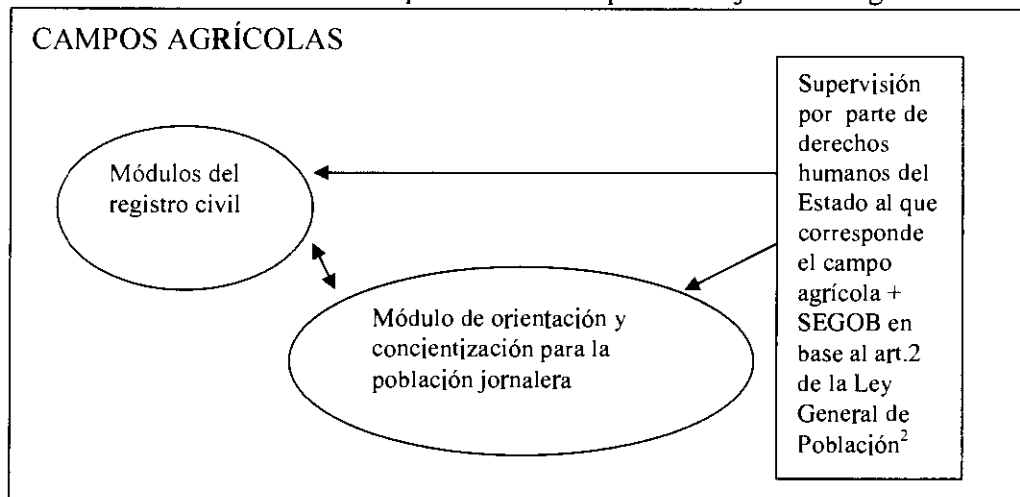 CAMPOS AGRÍCOLAS
Módulos del
registro civil
Módulo de orientación y
concientización para la
población jornalera
Supervisión
por parte de
derechos
humanos del
Estado al que
corresponde
el campo
agrícola +
SEGOB en
base al art.2
de la Ley
General de
Población²